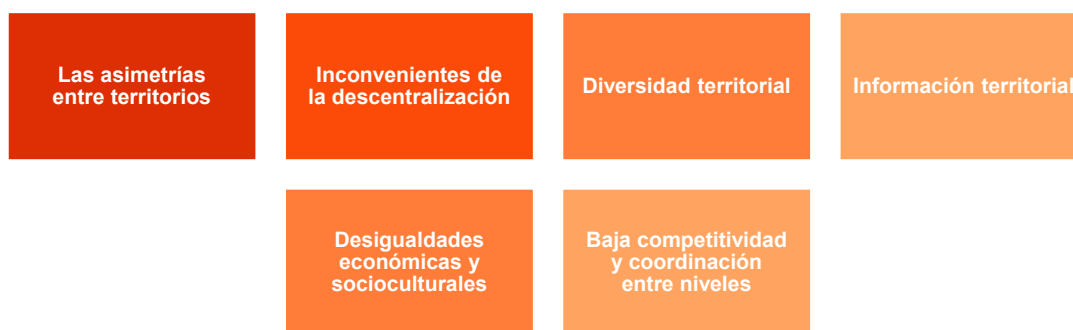 Las asimetrías
entre territorios
Inconvenientes de
la descentralización
Diversidad territorial
Información territorial
Desigualdades
económicas y
socioculturales
Baja competitividad
y coordinación
entre niveles